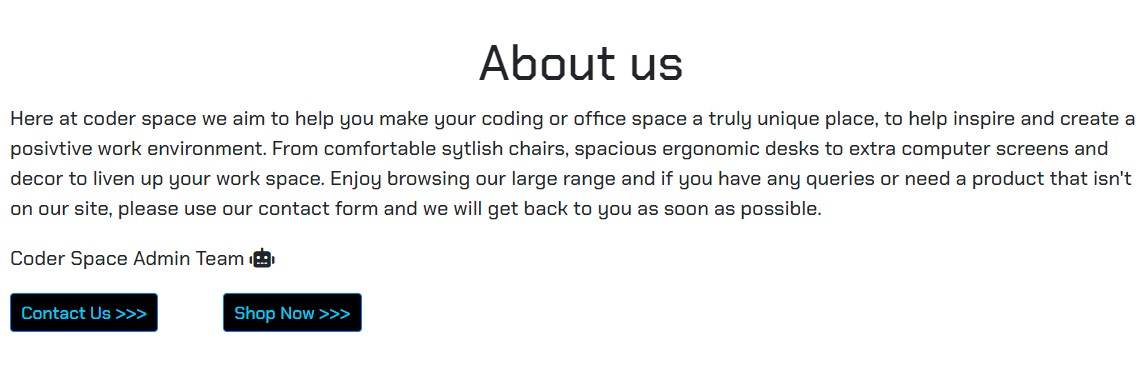 About us
Here at coder space we aim to help you make your coding or office space a truly unique place, to help inspire and create a
posivtive work environment. From comfortable sytlish chairs, spacious ergonomic desks to extra computer screens and
decor to liven up your work space. Enjoy browsing our large range and if you have any queries or need a product that isn't
on our site, please use our contact form and we will get back to you as soon as possible.
Coder Space Admin Team
Contact Us >>>
Shop Now >>>